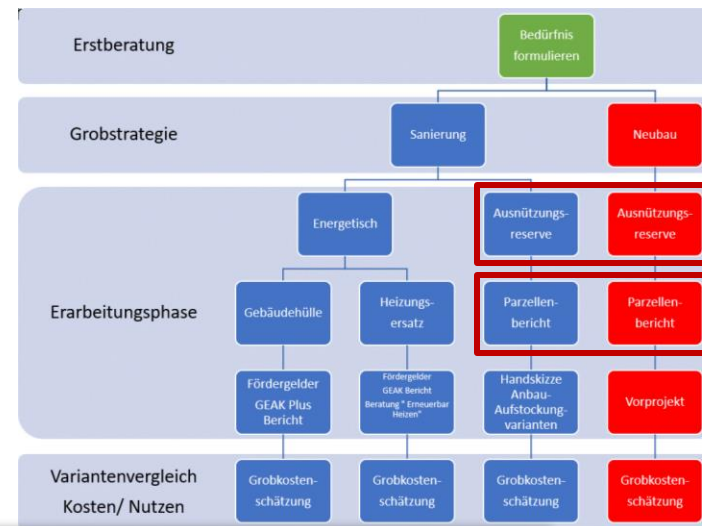 Erstberatung
Bedürfnis
formulieren
Grobstrategie
Sanierung
Neubau
Erarbeitungsphase
Energetisch
Ausnützungs-
reserve
Ausnützungs-
reserve
Gebäudehülle
Heizungs-
ersatz
Parzellen-
bericht
Parzellen-
bericht
Fördergelder
GEAK Plus
Bericht
Fördergelder
GEAK Bericht
Beratung " Erneuerbar
Heizen"
Handskizze
Anbau-
Aufstockung-
varianten
Vorprojekt
Variantenvergleich
Kosten/ Nutzen
Grobkosten-
schätzung
Grobkosten-
schätzung
Grobkosten-
schätzung
Grobkosten-
schätzung